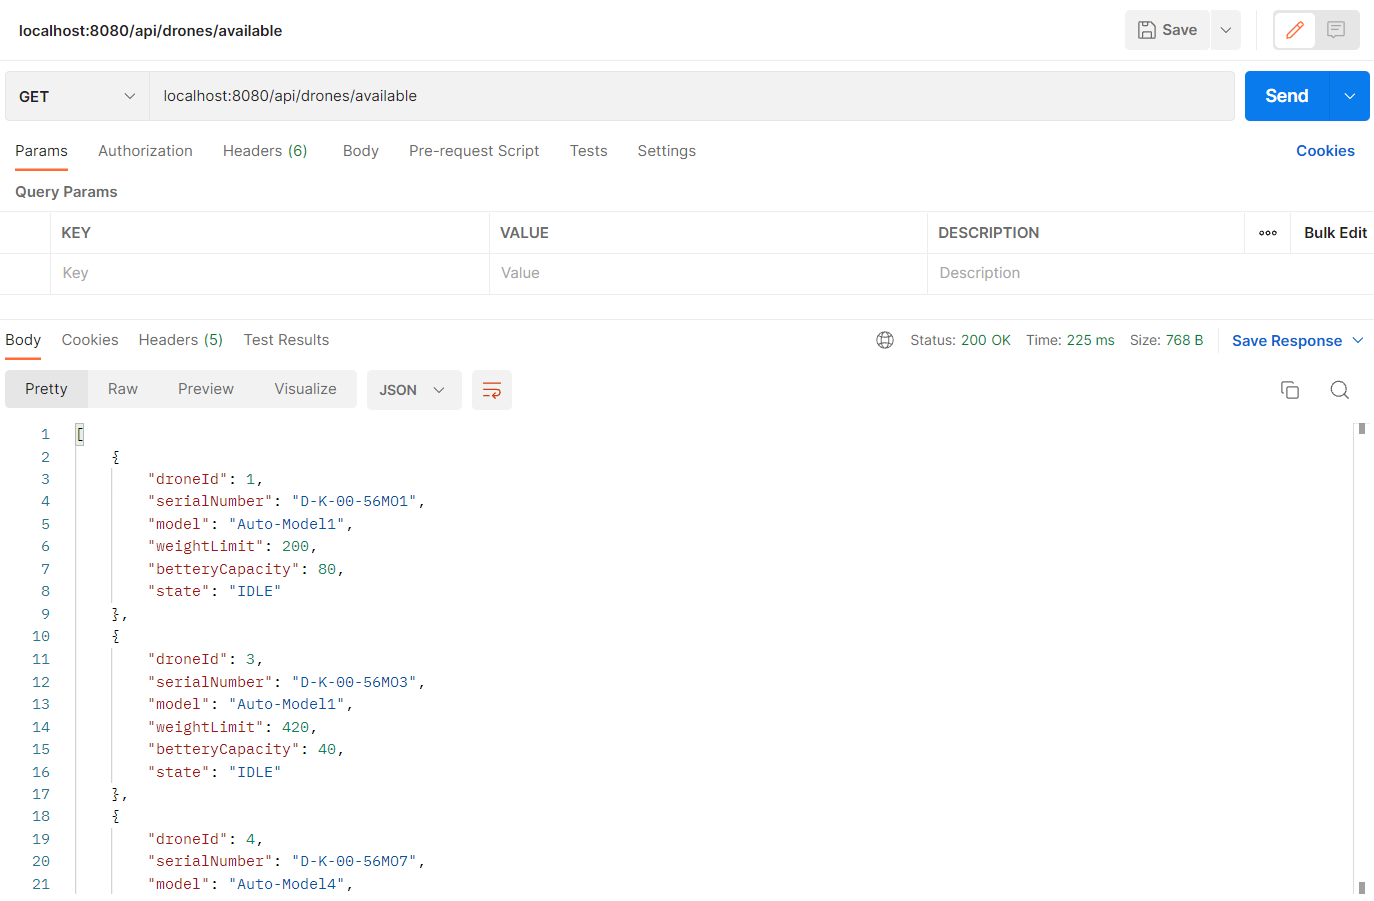 localhost:8080/api/drones/available
Save
GET
localhost:8080/api/drones/available
Send
Params Authorization Headers (6) Body Pre-request Script Tests Settings Cookies
Query Params
KEY VALUE DESCRIPTION ooo Bulk Edit
Key Value Description
Body Cookies Headers (5) Test Results Status: 200 OK Time: 225 ms Size: 768 B Save Response
Pretty Raw Preview Visualize JSON
1 [
2 {
3 "droneId": 1,
4 "serialNumber": "D-K-00-56MO1",
5 "model": "Auto-Model1",
6 "weightLimit": 200,
7 "betteryCapacity": 80,
8 "state": "IDLE"
9 },
10 {
11 "droneId": 3,
12 "serialNumber": "D-K-00-56MO3",
13 "model": "Auto-Model1",
14 "weightLimit": 420,
15 "betteryCapacity": 40,
16 "state": "IDLE"
17 },
18 {
19 "droneId": 4,
20 "serialNumber": "D-K-00-56MO7",
21 "model": "Auto-Model4",